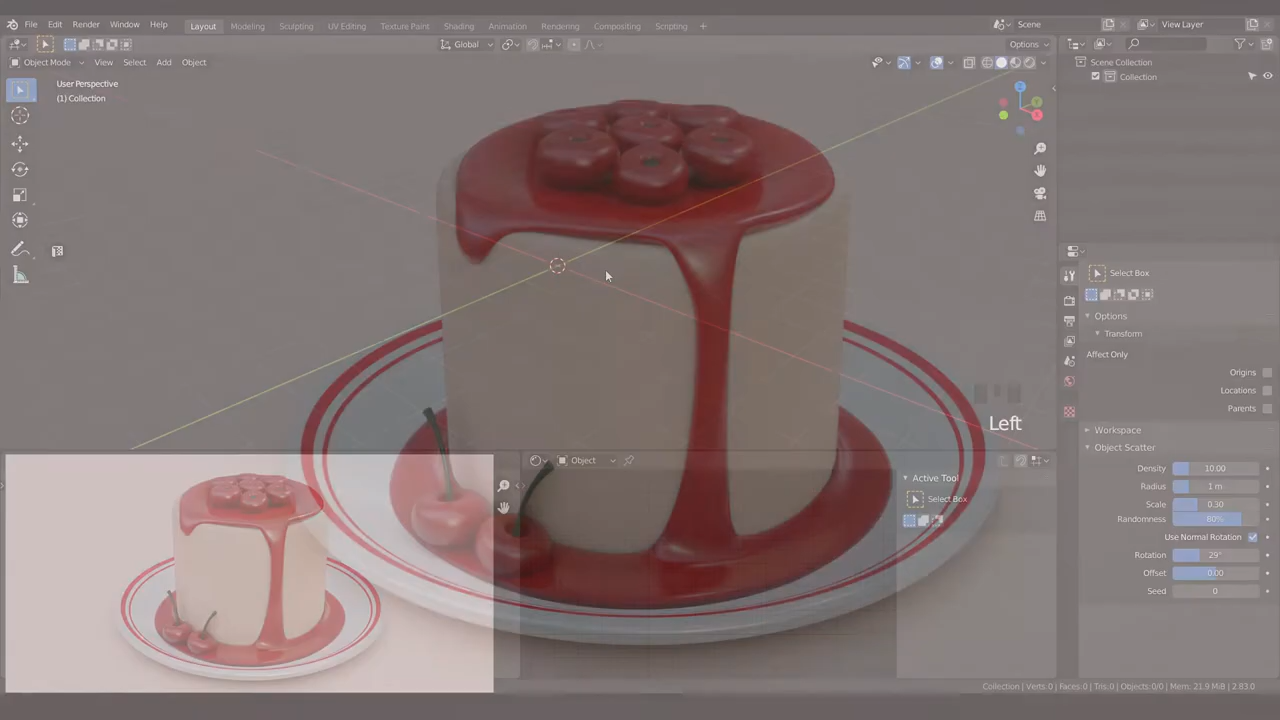 File Edit Render Window Help Layout Modeling Sculpting UV Editing Texture Paint Shading Animation Rendering Compositing Scripting + Scene View Layer
Global Options
Object Mode View Select Add Object
Scene Collection
Collection
User Perspective
(1) Collection
Select Box
Options
Transform
Affect Only
Origins
Locations
Parents
Left
Workspace
Object Scatter
Density 10.00
Radius 1 m
Scale 0.30
Randomness 80%
Use Normal Rotation
Rotation 29°
Offset 0.00
Seed 0
Object
Active Tool
Select Box
Collection | Verts:0 | Faces:0 | Tris:0 | Objects:0/0 | Mem: 21.9 MiB | 2.83.0